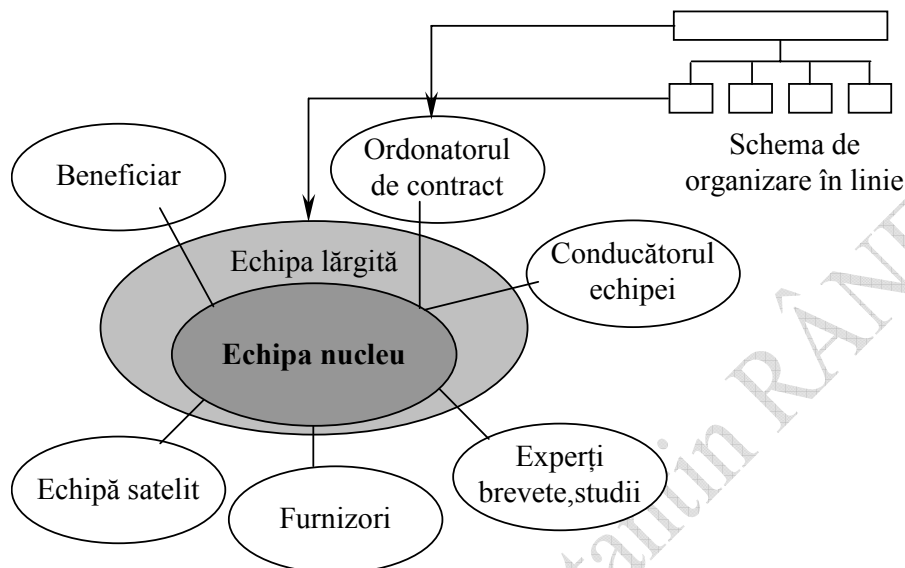 Schema de
organizare în linie
Ordonatorul
de contract
Beneficiar
Echipa lărgită
Conducătorul
echipei
Echipa nucleu
Echipă satelit
Furnizori
Experți
brevete,studii